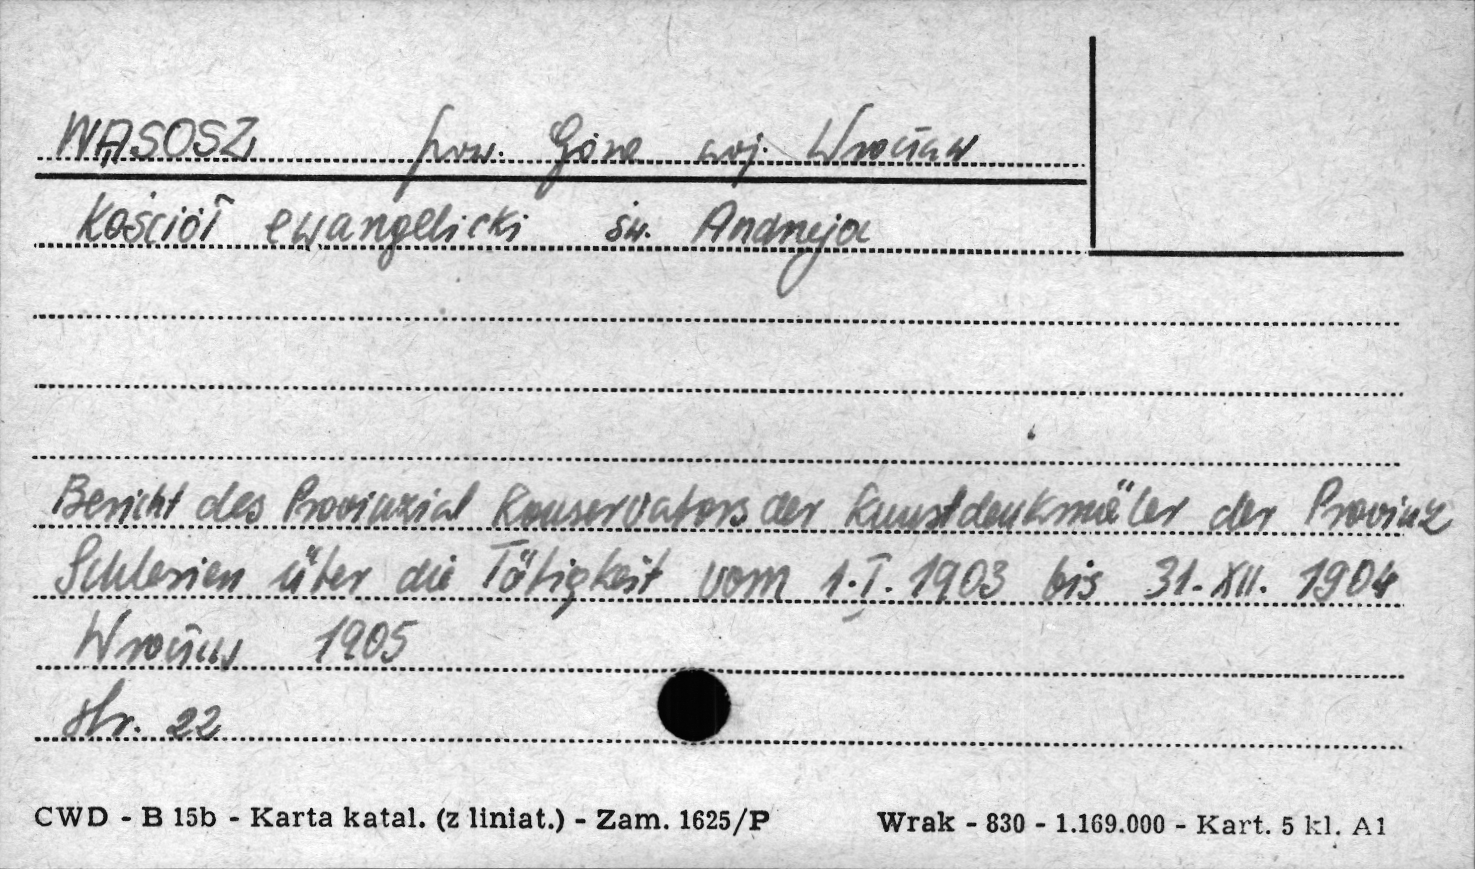 WĄSOSZ pow. Góra woj. Wrocław
Kościół ewangelicki św. Andrzeja
Bericht des Provinzial Konservators der Kunstdenkmäler der Provinz
Schlesien über die Tätigkeit vom 1.I.1903 bis 31.XII.1904
Wrocław 1905
str. 22
CWD - B 15b - Karta katal. (z liniat.) - Zam. 1625/P Wrak - 830 - 1.169.000 - Kart. 5 kl. A1